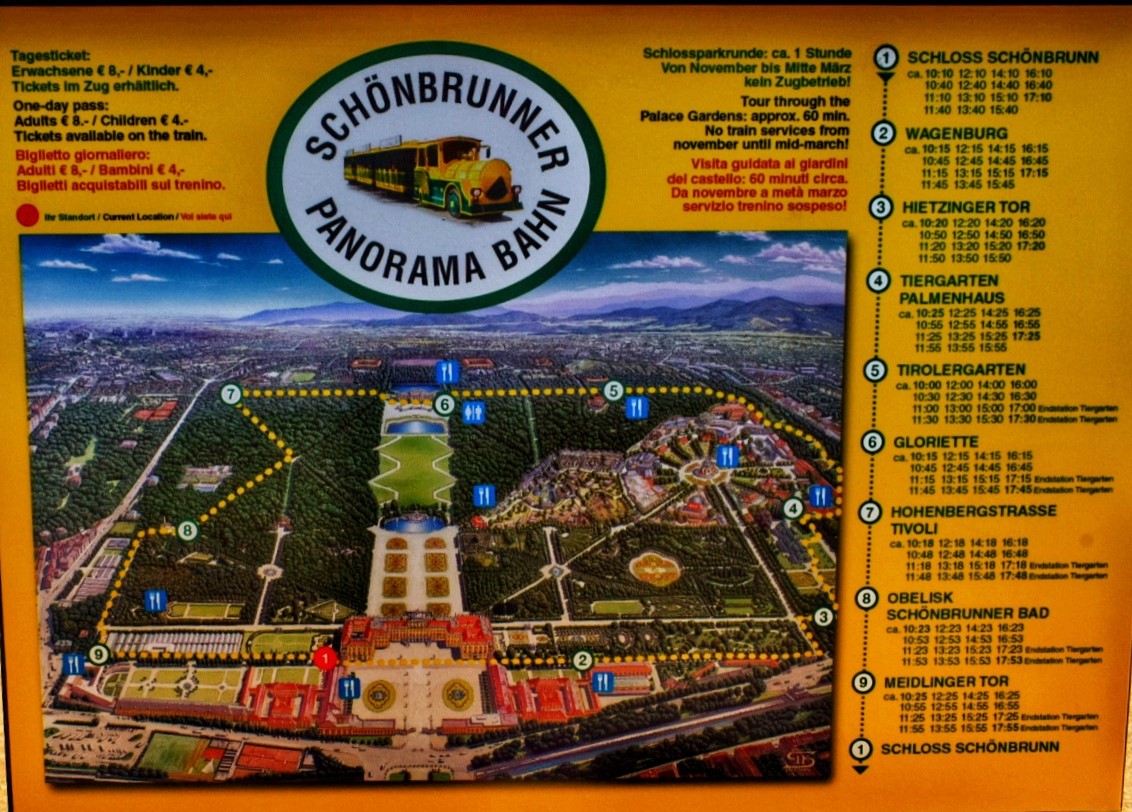 Tagesticket:
Erwachsene € 8,- / Kinder € 4,-
Tickets im Zug erhältlich.
One-day pass:
Adults € 8.- / Children € 4.-
Tickets available on the train.
Biglietto giornaliero:
Adulti € 8,- / Bambini € 4,-
Biglietti acquistabili sul trenino.
Ihr Standort / Current Location / Voi siete qui
SCHÖNBRUNNER
PANORAMA BAHN
Schlossparkrunde: ca. 1 Stunde
Von November bis Mitte März
kein Zugbetrieb!
Tour through the
Palace Gardens: approx. 60 min.
No train services from
november until mid-march!
Visita guidata ai giardini
del castello: 60 minuti circa.
Da novembre a metà marzo
servizio trenino sospeso!
7
6
5
4
8
3
9
1
2
1 SCHLOSS SCHÖNBRUNN
ca. 10:10 12:10 14:10 16:10
10:40 12:40 14:40 16:40
11:10 13:10 15:10 17:10
11:40 13:40 15:40
2 WAGENBURG
ca. 10:15 12:15 14:15 16:15
10:45 12:45 14:45 16:45
11:15 13:15 15:15 17:15
11:45 13:45 15:45
3 HIETZINGER TOR
ca. 10:20 12:20 14:20 16:20
10:50 12:50 14:50 16:50
11:20 13:20 15:20 17:20
11:50 13:50 15:50
4 TIERGARTEN
PALMENHAUS
ca. 10:25 12:25 14:25 16:25
10:55 12:55 14:55 16:55
11:25 13:25 15:25 17:25
11:55 13:55 15:55
5 TIROLERGARTEN
ca. 10:00 12:00 14:00 16:00
10:30 12:30 14:30 16:30
11:00 13:00 15:00 17:00 Endstation Tiergarten
11:30 13:30 15:30 17:30 Endstation Tiergarten
6 GLORIETTE
ca. 10:15 12:15 14:15 16:15
10:45 12:45 14:45 16:45
11:15 13:15 15:15 17:15 Endstation Tiergarten
11:45 13:45 15:45 17:45 Endstation Tiergarten
7 HOHENBERGSTRASSE
TIVOLI
ca. 10:18 12:18 14:18 16:18
10:48 12:48 14:48 16:48
11:18 13:18 15:18 17:18 Endstation Tiergarten
11:48 13:48 15:48 17:48 Endstation Tiergarten
8 OBELISK
SCHÖNBRUNNER BAD
ca. 10:23 12:23 14:23 16:23
10:53 12:53 14:53 16:53
11:23 13:23 15:23 17:23 Endstation Tiergarten
11:53 13:53 15:53 17:53 Endstation Tiergarten
9 MEIDLINGER TOR
ca. 10:25 12:25 14:25 16:25
10:55 12:55 14:55 16:55
11:25 13:25 15:25 17:25 Endstation Tiergarten
11:55 13:55 15:55 17:55 Endstation Tiergarten
1 SCHLOSS SCHÖNBRUNN